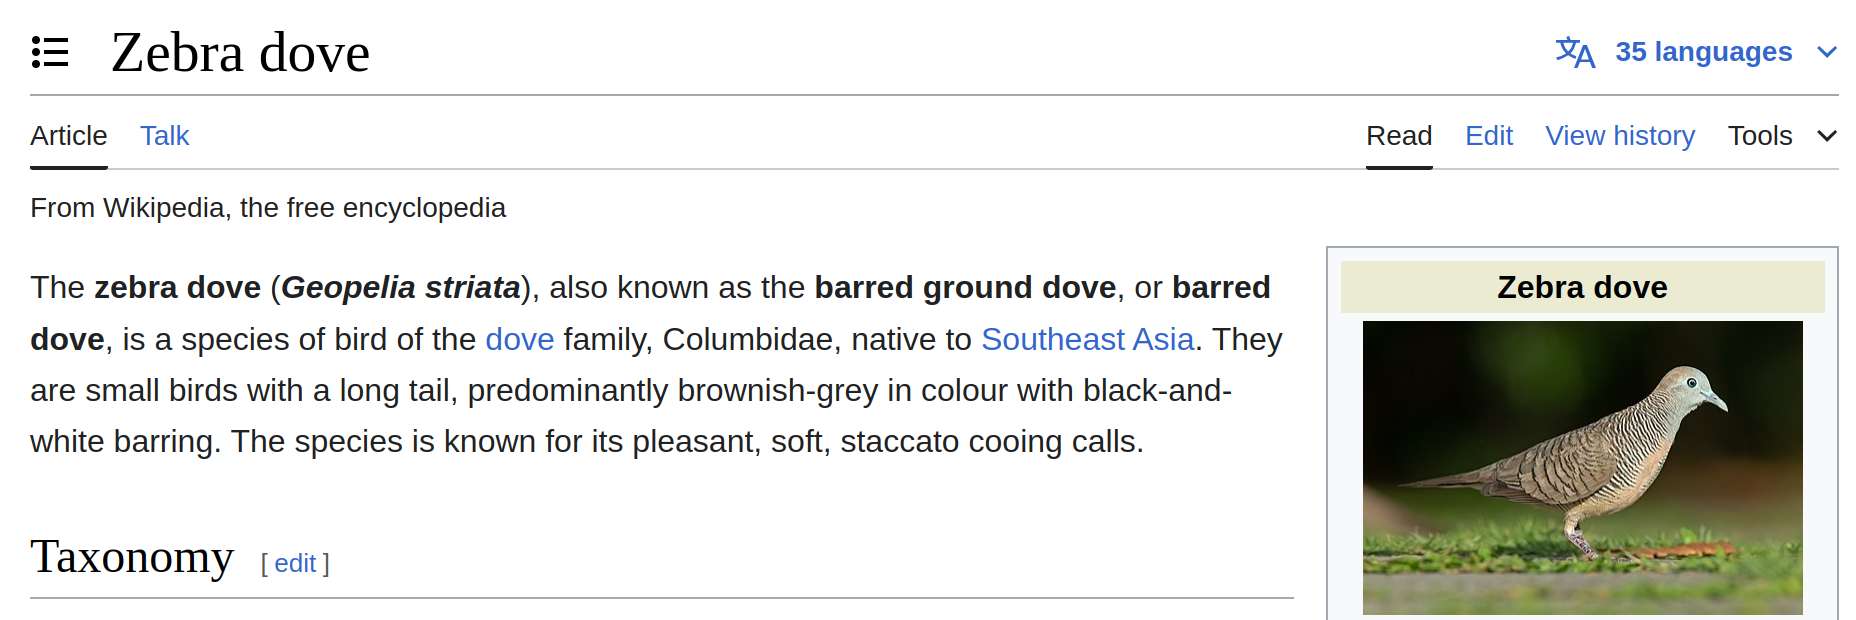 Zebra dove
35 languages
Article Talk
Read Edit View history Tools
From Wikipedia, the free encyclopedia
The zebra dove (Geopelia striata), also known as the barred ground dove, or barred
dove, is a species of bird of the dove family, Columbidae, native to Southeast Asia. They
are small birds with a long tail, predominantly brownish-grey in colour with black-and-
white barring. The species is known for its pleasant, soft, staccato cooing calls.
Taxonomy [ edit ]
Zebra dove